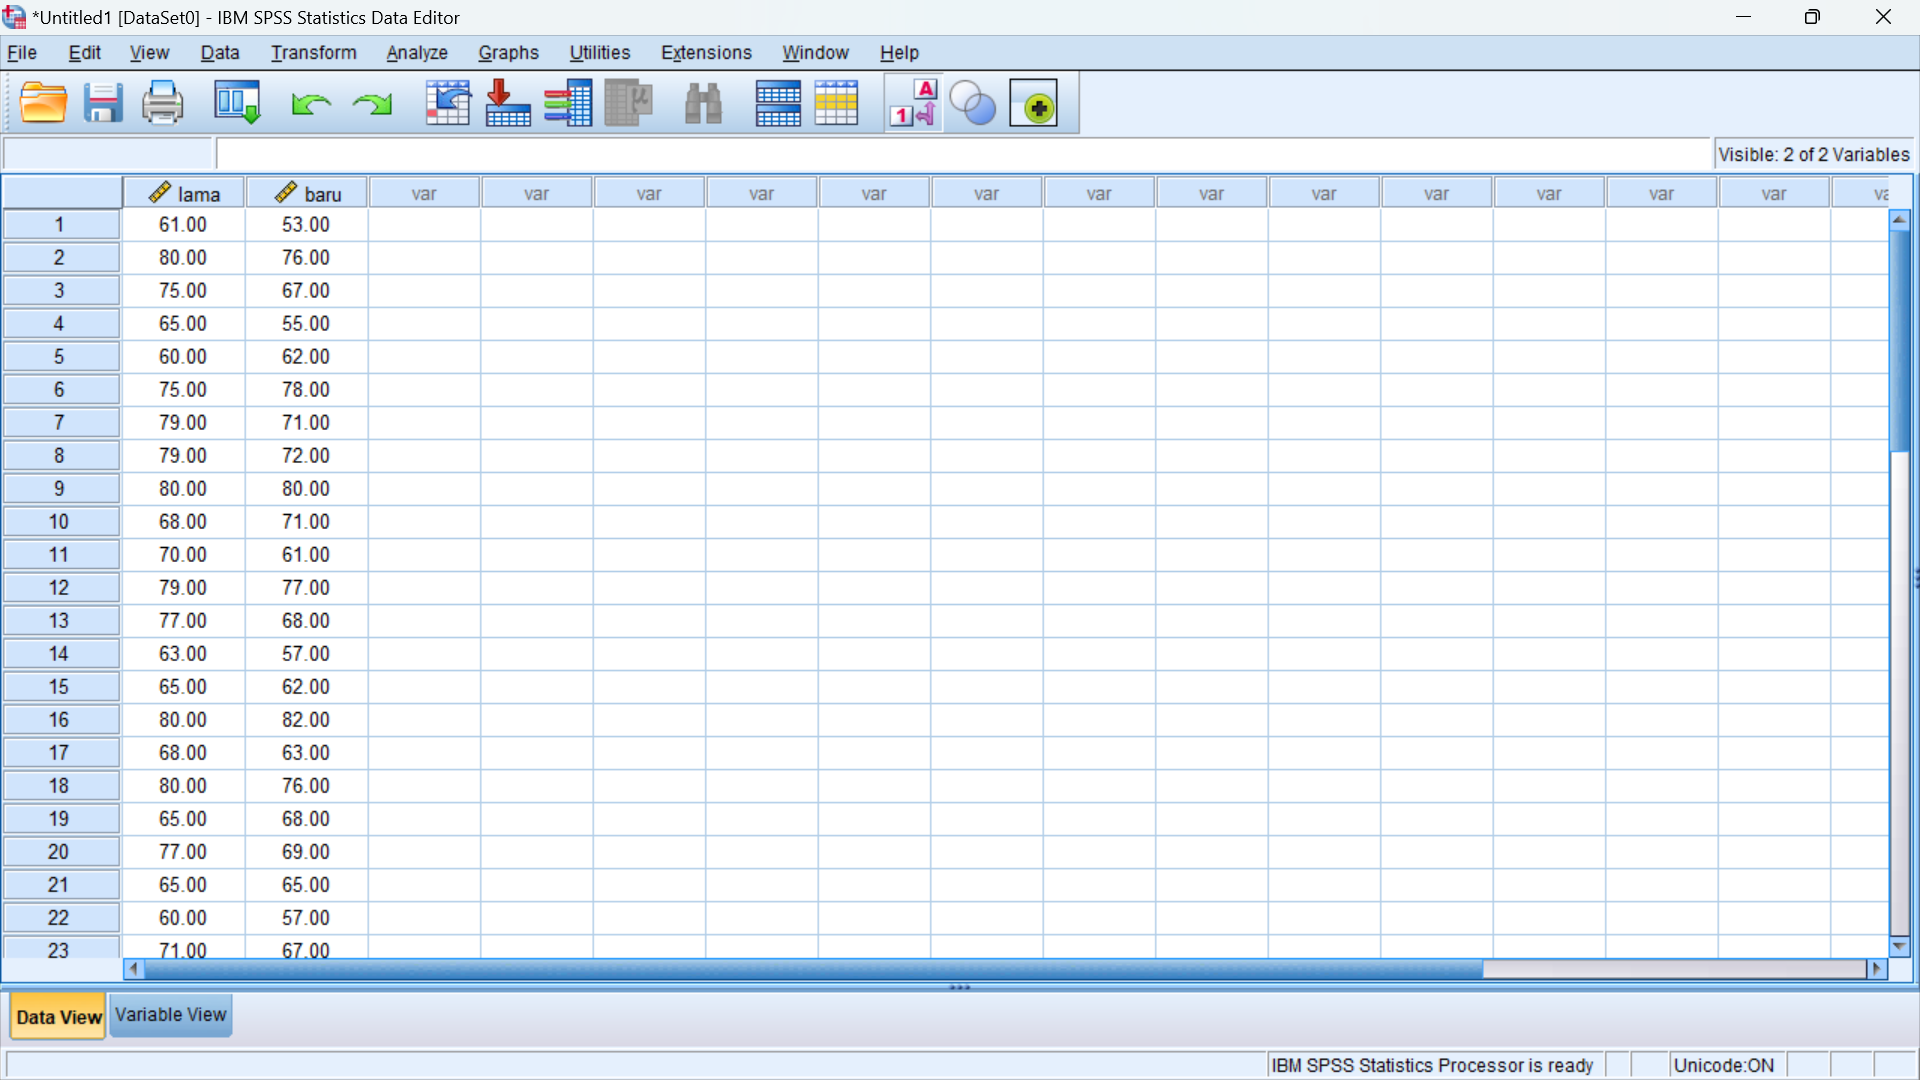 *Untitled1 [DataSet0] - IBM SPSS Statistics Data Editor
File Edit View Data Transform Analyze Graphs Utilities Extensions Window Help
Visible: 2 of 2 Variables
lama baru var var var var var var var var var var var var var va
1 61.00 53.00
2 80.00 76.00
3 75.00 67.00
4 65.00 55.00
5 60.00 62.00
6 75.00 78.00
7 79.00 71.00
8 79.00 72.00
9 80.00 80.00
10 68.00 71.00
11 70.00 61.00
12 79.00 77.00
13 77.00 68.00
14 63.00 57.00
15 65.00 62.00
16 80.00 82.00
17 68.00 63.00
18 80.00 76.00
19 65.00 68.00
20 77.00 69.00
21 65.00 65.00
22 60.00 57.00
23 71.00 67.00
Data View Variable View
IBM SPSS Statistics Processor is ready Unicode:ON